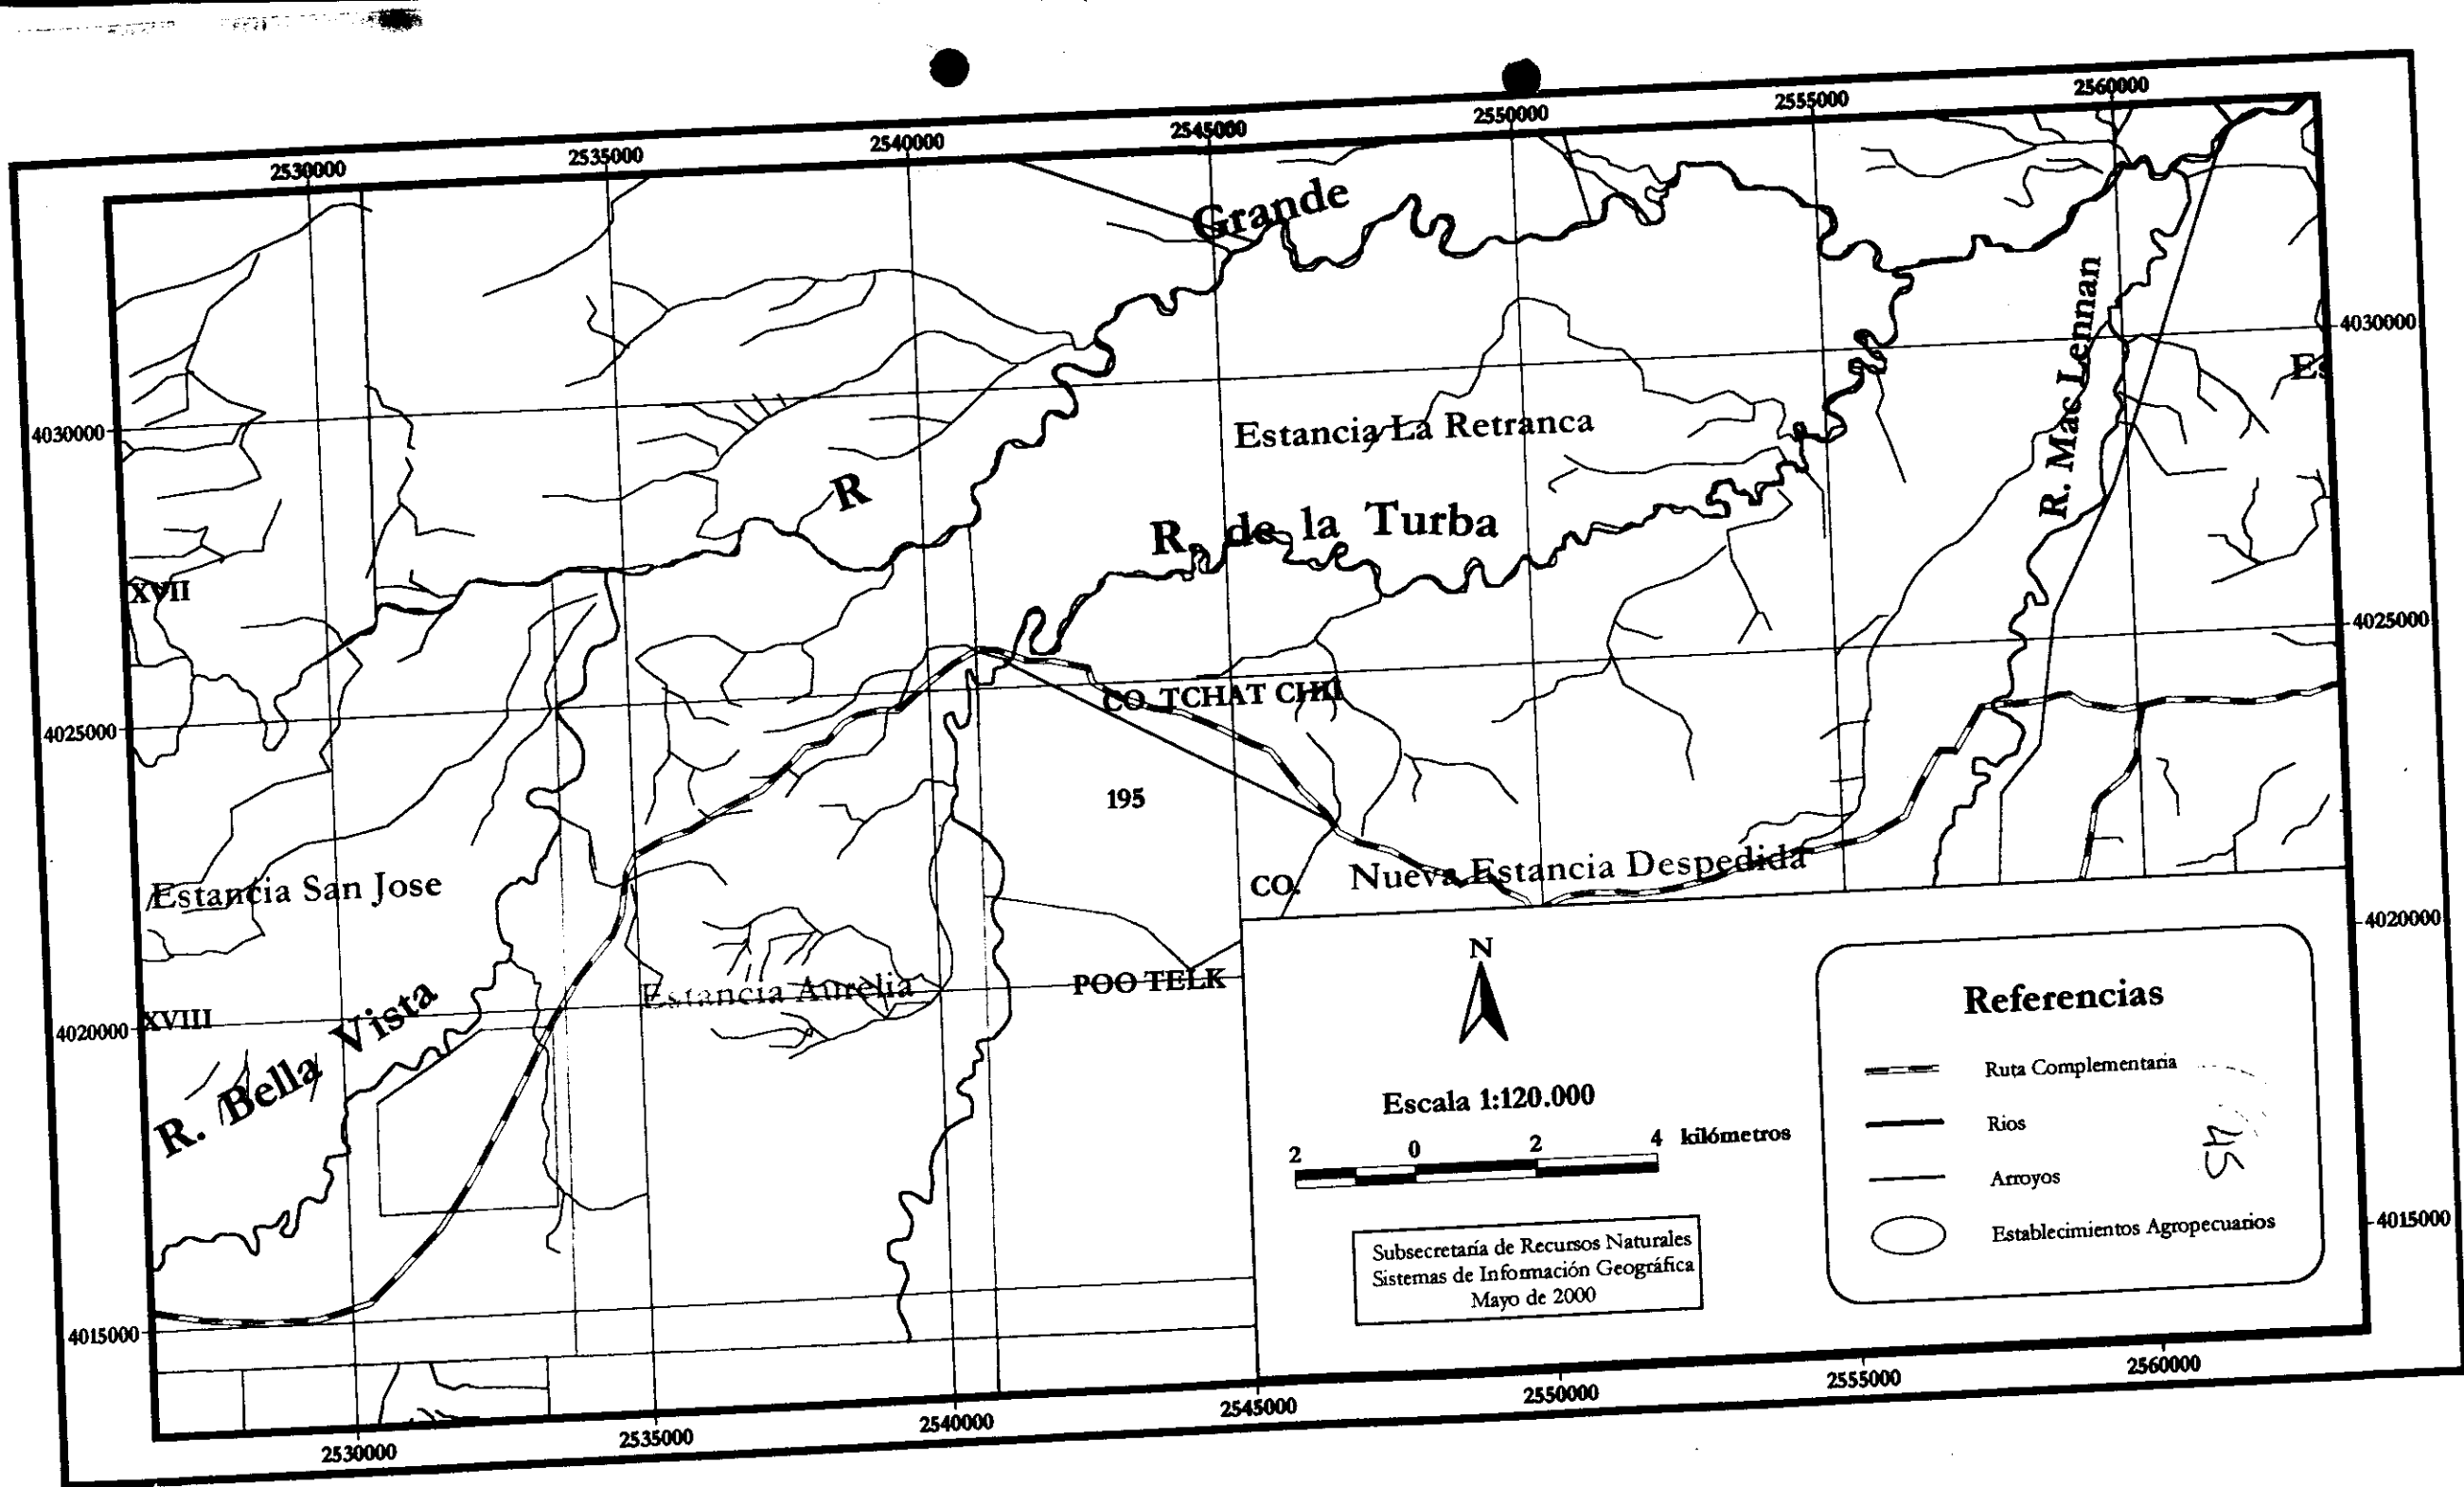 2530000 2535000 2540000 2545000 2550000 2555000 2560000
Grande
R. Mac Lennan
4030000
Es
4030000
Estancia La Retranca
R
R. de la Turba
XVII
4025000
CO. TCHAT CHII
4025000
195
Estancia San Jose
CO.
Nueva Estancia Despedida
4020000
Estancia Aurelia
POO TELK
XVIII
4020000
R. Bella Vista
N
Escala 1:120.000
2 0 2 4 kilómetros
Subsecretaría de Recursos Naturales
Sistemas de Información Geográfica
Mayo de 2000
Referencias
Ruta Complementaria
Rios
Arroyos
Establecimientos Agropecuarios
45
4015000
4015000
2530000 2535000 2540000 2545000 2550000 2555000 2560000